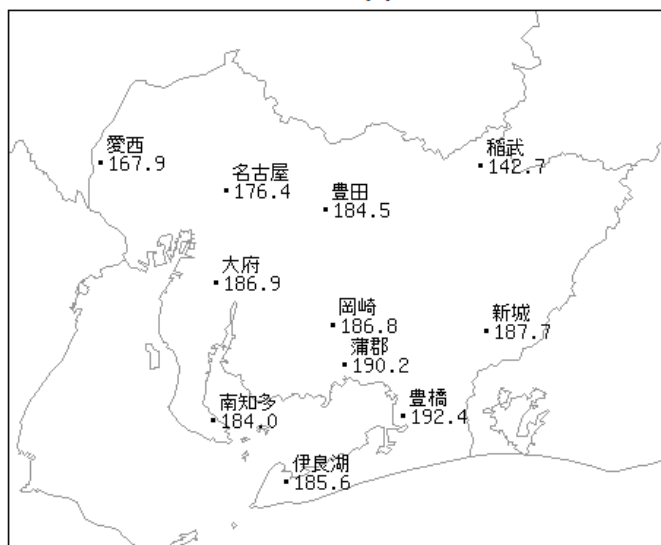 愛西
167.9
稲武
142.7
名古屋
176.4
豊田
184.5
大府
186.9
岡崎
186.8
新城
187.7
蒲郡
190.2
南知多
184.0
豊橋
192.4
伊良湖
185.6